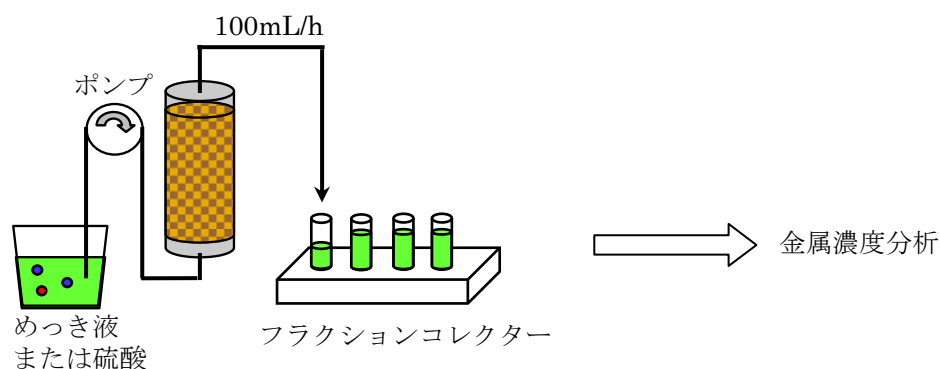 100mL/h
ポンプ
金属濃度分析
めっき液
または硫酸
フラクションコレクター